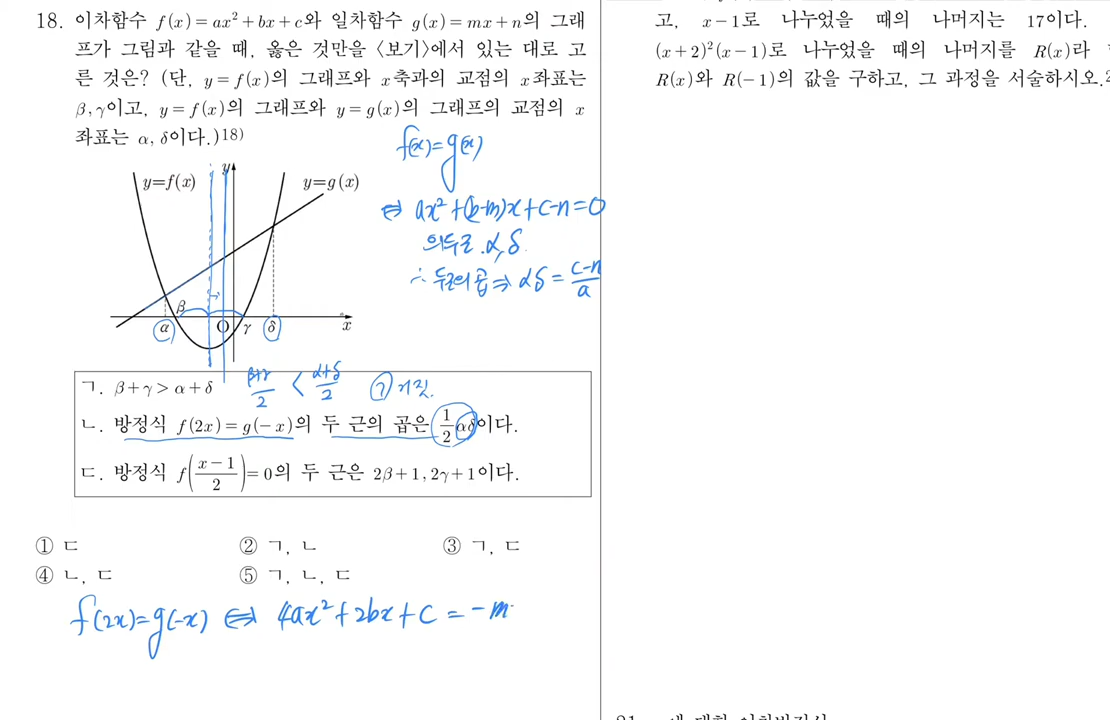 18. 이차함수 f(x)=ax²+bx+c와 일차함수 g(x)=mx+n의 그래
프가 그림과 같을 때, 옳은 것만을 〈보기〉에서 있는 대로 고
른 것은? (단, y=f(x)의 그래프와 x축과의 교점의 x좌표는
β, γ이고, y=f(x)의 그래프와 y=g(x)의 그래프의 교점의 x
좌표는 α, δ이다.)18)
f(x)=g(x)
⇔ ax²+(b-m)x+c-n=0
의 두근 α, δ
∴ 두근의 곱 ⇒ αδ = (c-n)/a
y
y=f(x)
y=g(x)
β
α
O
γ
δ
x
ㄱ. β+γ>α+δ
(β+γ)/2 < (α+δ)/2 ㉠ 거짓.
ㄴ. 방정식 f(2x)=g(-x)의 두 근의 곱은 1/2 αδ이다.
ㄷ. 방정식 f((x-1)/2)=0의 두 근은 2β+1, 2γ+1이다.
① ㄷ
② ㄱ, ㄴ
③ ㄱ, ㄷ
④ ㄴ, ㄷ
⑤ ㄱ, ㄴ, ㄷ
f(2x)=g(-x) ⇔ 4ax²+2bx+c = -m
고, x-1로 나누었을 때의 나머지는 17이다.
(x+2)²(x-1)로 나누었을 때의 나머지를 R(x)라
R(x)와 R(-1)의 값을 구하고, 그 과정을 서술하시오.